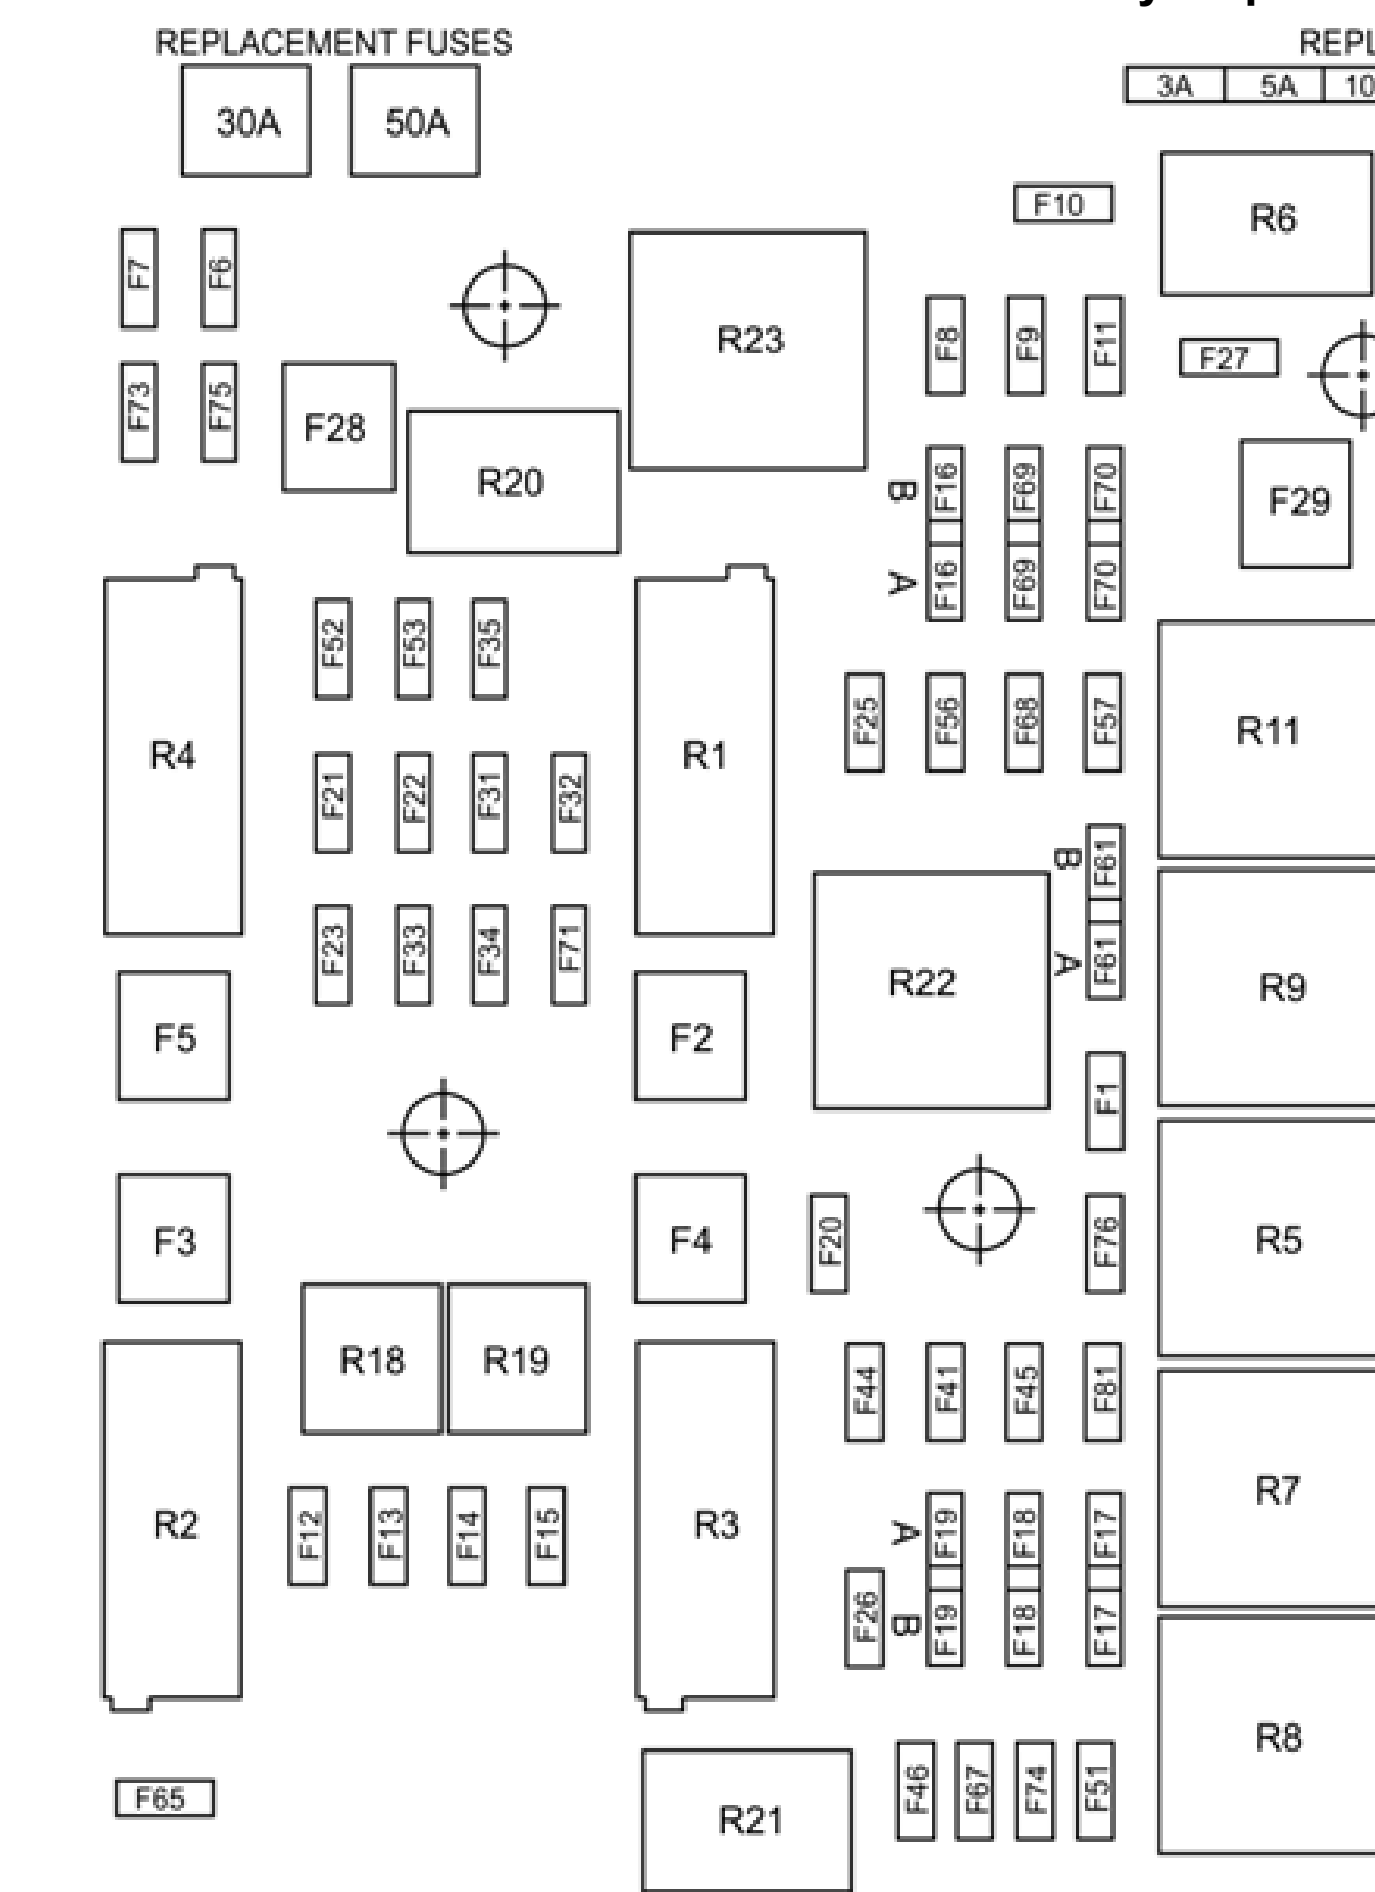 REPLACEMENT FUSES
REPL
30A 50A
3A 5A 10
F10 R6
F7 F6
R23
F8 F9 F11
F27
F73 F75
F28
R20
B F16 F69 F70
F29
A F16 F69 F70
F52 F53 F35
F25 F56 F68 F57
R4 R1 R11
F21 F22 F31 F32
B F61
F23 F33 F34 F71
A F61
R22 R9
F5 F2
F1
F3 F4
F20 F76 R5
R18 R19
F44 F41 F45 F81
R7
R2 R3
F12 F13 F14 F15
A F19 F18 F17
F26 B F19 F18 F17
R8
F65
F46 F67 F74 F51
R21